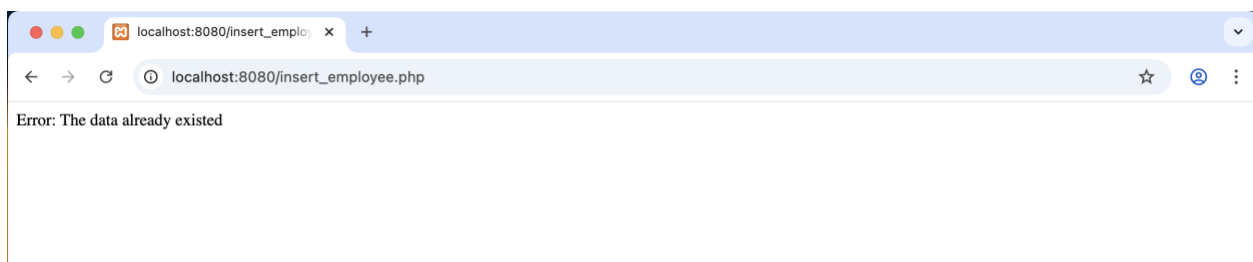 localhost:8080/insert_employ
localhost:8080/insert_employee.php
Error: The data already existed